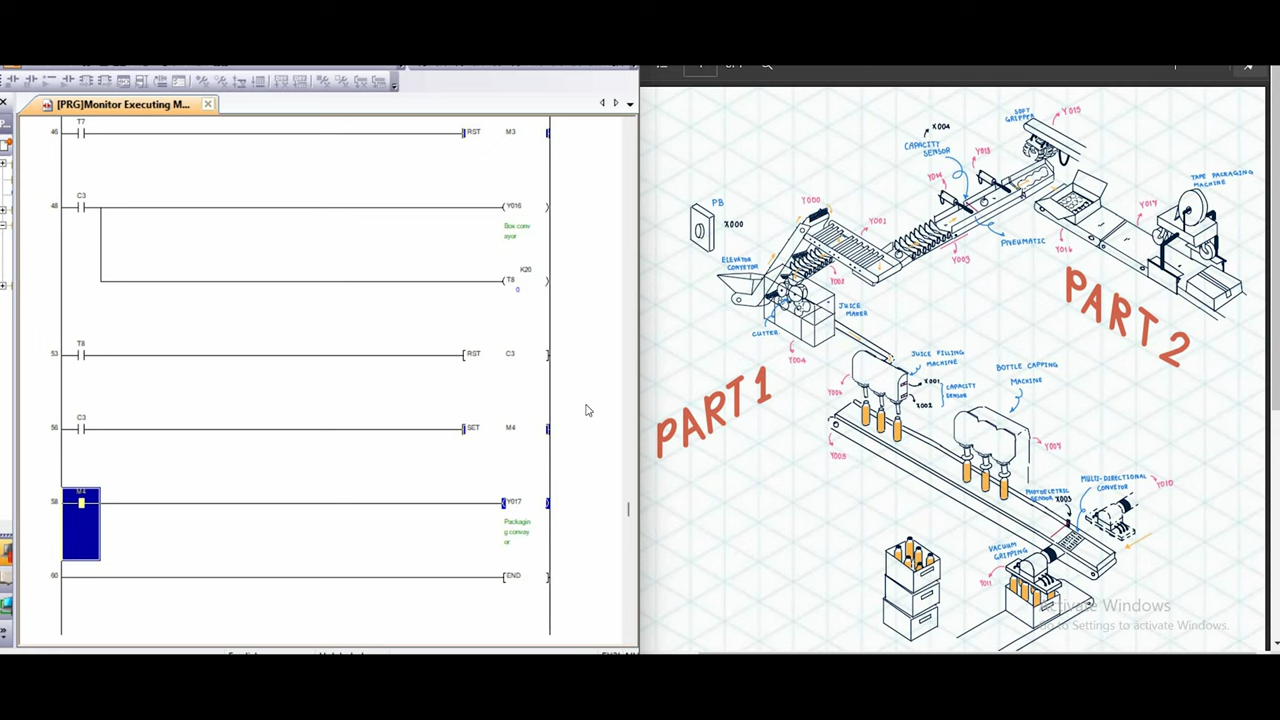 [PRG]Monitor Executing M...
46
T7
RST
M3
48
C3
Y016
Box conv
ayor
K20
T8
0
53
T8
RST
C3
56
C3
SET
M4
58
M4
Y017
Packagin
g convay
or
60
END
PB
X000
ELEVATOR
CONVEYOR
Y000
Y001
Y002
CUTTER
JUICE
MAKER
Y004
X004
CAPACITY
SENSOR
Y013
Y014
Y003
PNEUMATIC
SOFT
GRIPPER
Y015
TAPE PACKAGING
MACHINE
Y017
Y016
PART 2
PART 1
JUICE FILLING
MACHINE
X001
X002
CAPACITY
SENSOR
Y006
Y005
BOTTLE CAPPING
MACHINE
Y007
PHOTOELETRIC
SENSOR X003
MULTI-DIRECTIONAL
CONVEYOR
Y010
VACUUM
GRIPPING
Y011
Activate Windows
Go to Settings to activate Windows.